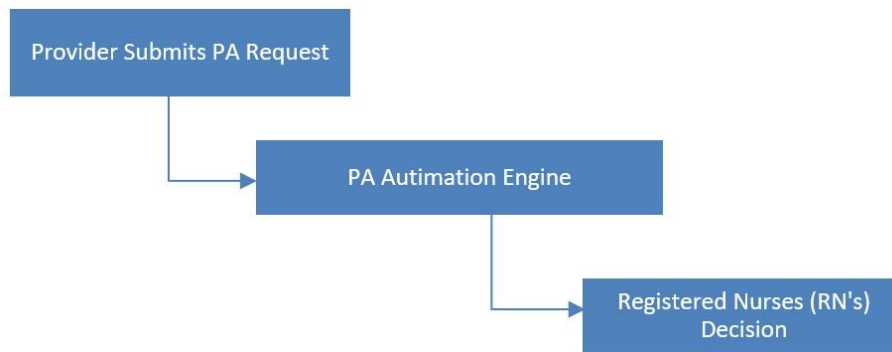 Provider Submits PA Request
PA Autimation Engine
Registered Nurses (RN's)
Decision